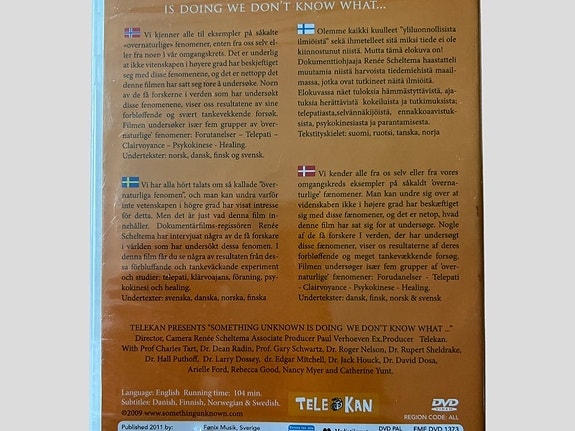 IS DOING WE DON'T KNOW WHAT...
Vi kjenner alle til eksempler på såkalte
«overnaturlige» fenomener, enten fra oss selv el-
ler fra noen i vår omgangskrets. Det er underlig
at ikke vitenskapen i høyere grad har beskjeftiget
seg med disse fenomenene, og det er nettopp det
denne filmen har satt seg fore å undersøke. Noen
av de få forskerne i verden som har undersøkt
disse fenomenene, viser oss resultatene av sine
forbløffende og svært tankevekkende forsøk.
Filmen undersøker især fem grupper av 'over-
naturlige' fenomener: Forutanelser - Telepati –
Clairvoyance – Psykokinese - Healing.
Undertekster: norsk, dansk, finsk og svensk.
Olemme kaikki kuulleet "yliluonnollisista
ilmiöistä" sekä ihmetelleet sitä miksi tiede ei ole
kiinnostunut niistä. Mutta tämä elokuva on!
Dokumenttiohjaaja Renée Scheltema haastatteli
muutamia niistä harvoista tiedemiehistä maail-
massa, jotka ovat tutkineet näitä ilmiöitä.
Elokuvassa näet tuloksia hämmästyttävistä, aja-
tuksia herättävistä kokeiluista ja tutkimuksista;
telepatiasta,selvännäkijöistä, ennakkoaavistuk-
sista, psykokinesiasta ja parantamisesta.
Tekstityskielet: suomi, ruotsi, tanska, norja
Vi har alla hört talats om så kallade "över-
naturliga fenomen", och man kan undra varför
inte vetenskapen i högre grad har visat intresse
för detta. Men det är just vad denna film in-
nehåller. Dokumentärfilms-regissören Renée
Scheltema har intervjuat några av de få forskare
i världen som har undersökt dessa fenomen. I
denna film får du se några av resultaten från des-
sa förbluffande och tankeväckande experiment
och studier: telepati, klärvoajans, föraning, psy-
kokinesi och healing.
Undertexter: svenska, danska, norska, finska
Vi kender alle fra os selv eller fra vores
omgangskreds eksempler på såkaldt 'overna-
turlige' fænomener. Man kan undre sig over at
videnskaben ikke i højere grad har beskæftiget
sig med disse fænomener, og det er netop, hvad
denne film har sat sig for at undersøge. Nogle
af de få forskere I verden, der har undersøgt
disse fænomener, viser os resultaterne af deres
forbløffende og meget tankevækkende forsøg.
Filmen undersøger især fem grupper af 'over-
naturlige' fænomener: Forudanelser - Telepati
- Clairvoyance - Psykokinese - Healing.
Undertekster: dansk, finsk, norsk & svensk
TELEKAN PRESENTS "SOMETHING UNKNOWN IS DOING WE DON'T KNOW WHAT ..."
Director, Camera Renée Scheltema Associate Producer Paul Verhoeven Ex.Producer Telekan.
With Prof Charles Tart, Dr. Dean Radin, Prof. Gary Schwartz, Dr. Roger Nelson, Dr. Rupert Sheldrake,
Dr. Hall Puthoff, Dr. Larry Dossey, dr. Edgar Mitchell, Dr. Jack Houck, Dr. David Dosa,
Arielle Ford, Rebecca Good, Nancy Myer and Catherine Yunt.
Language: English Running time: 104 min.
Subtitles: Danish, Finnish, Norwegian & Swedish.
©2009 www.somethingunknown.com
TELE KAN
DVD
VIDEO
REGION CODE: ALL
Published 2011 by: Fønix Musik, Sverige
DVD PAL
FMF DVD 1373